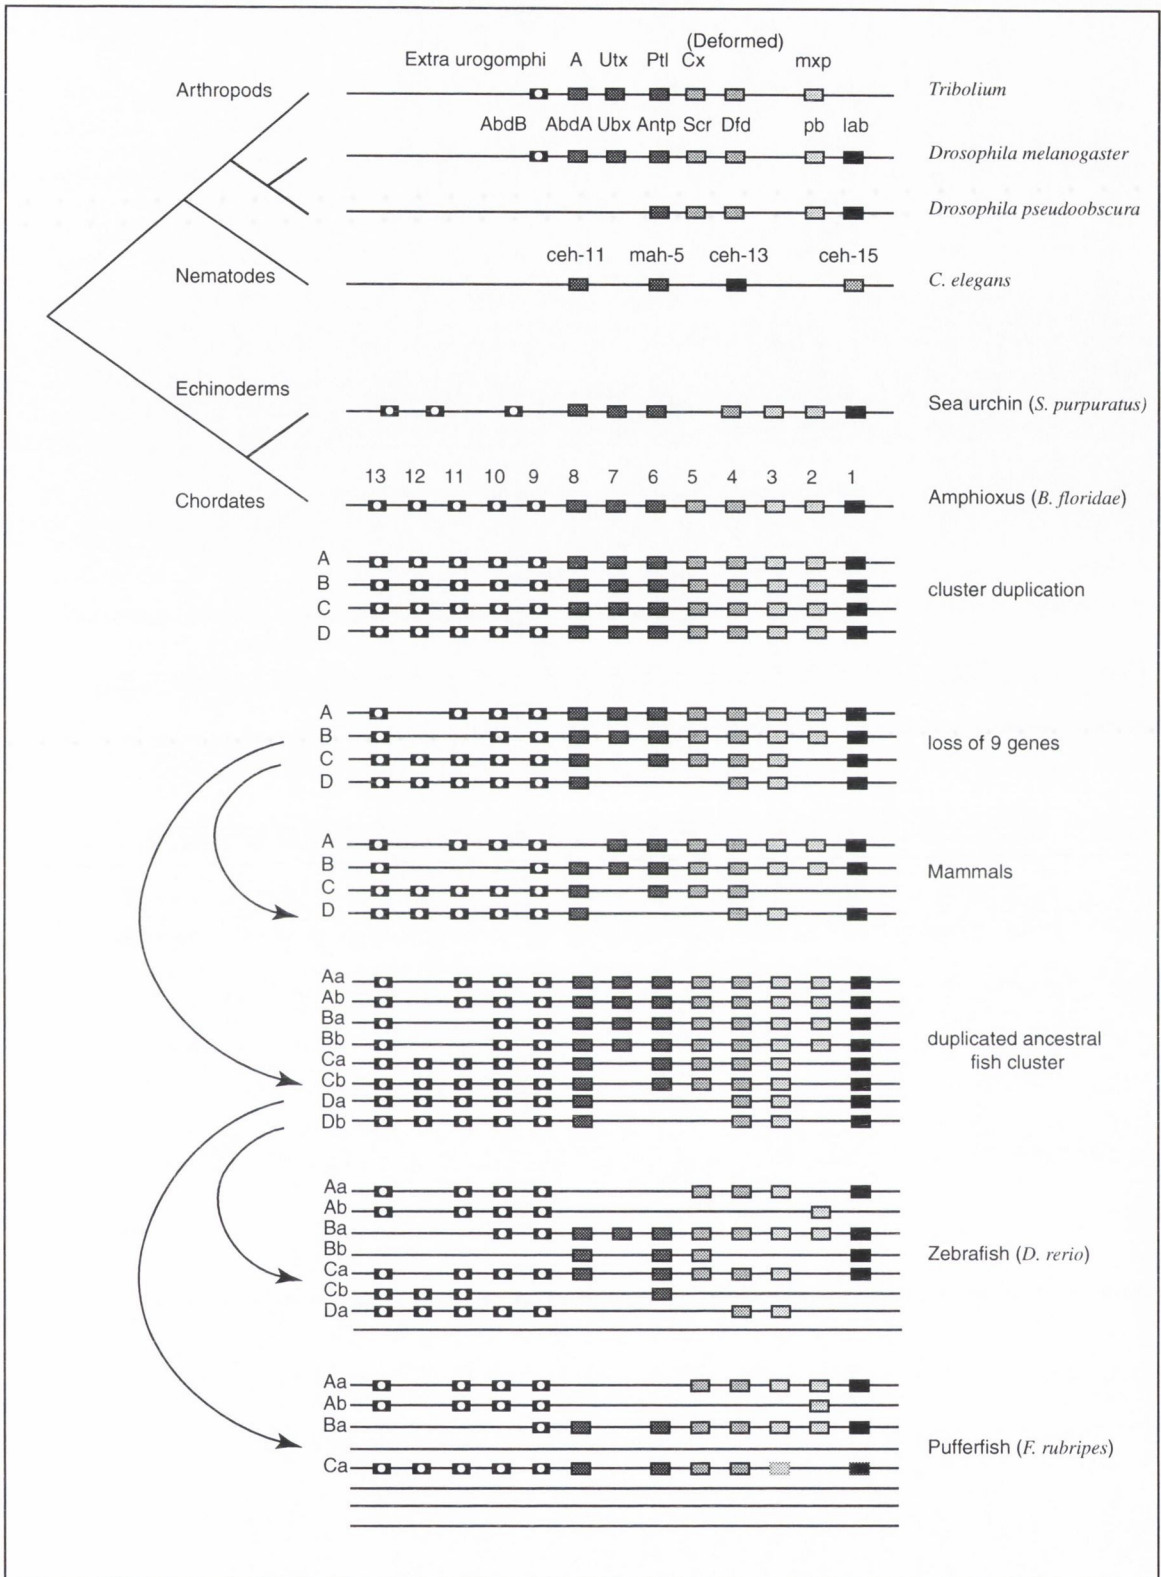 (Deformed)
Extra urogomphi A Utx Ptl Cx mxp
Arthropods Tribolium
AbdB AbdA Ubx Antp Scr Dfd pb lab
Drosophila melanogaster
Drosophila pseudoobscura
ceh-11 mah-5 ceh-13 ceh-15
Nematodes C. elegans
Echinoderms
Sea urchin (S. purpuratus)
13 12 11 10 9 8 7 6 5 4 3 2 1
Chordates Amphioxus (B. floridae)
A
B
cluster duplication
C
D
A
B
loss of 9 genes
C
D
A
B
Mammals
C
D
Aa
Ab
Ba
Bb
duplicated ancestral
fish cluster
Ca
Cb
Da
Db
Aa
Ab
Ba
Bb
Zebrafish (D. rerio)
Ca
Cb
Da
Aa
Ab
Ba
Pufferfish (F. rubripes)
Ca